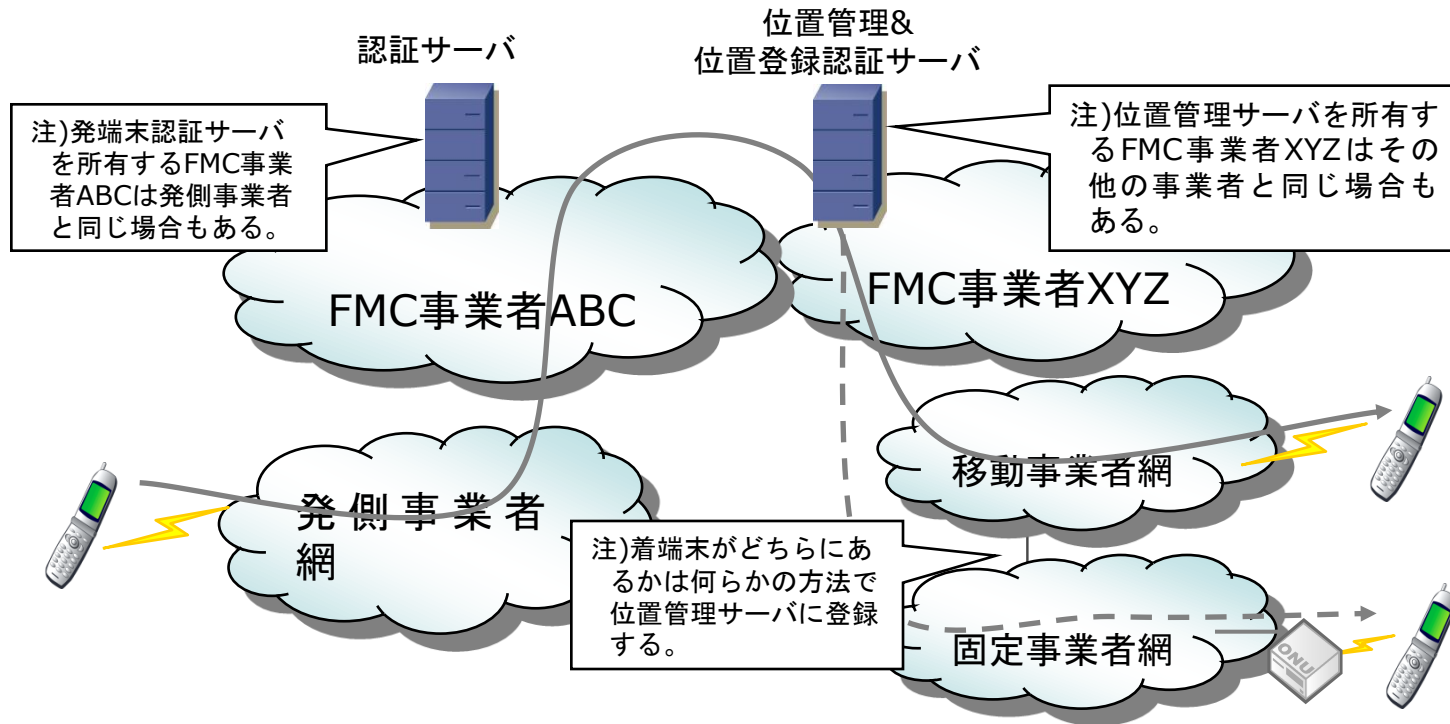 認証サーバ
位置管理&
位置登録認証サーバ
注)発端末認証サーバ
を所有するFMC事業
者ABCは発側事業者
と同じ場合もある。
注)位置管理サーバを所有す
るFMC事業者XYZはその
他の事業者と同じ場合も
ある。
FMC事業者ABC
FMC事業者XYZ
移動事業者網
発側事業者
網
注)着端末がどちらにあ
るかは何らかの方法で
位置管理サーバに登録
する。
固定事業者網
ONU